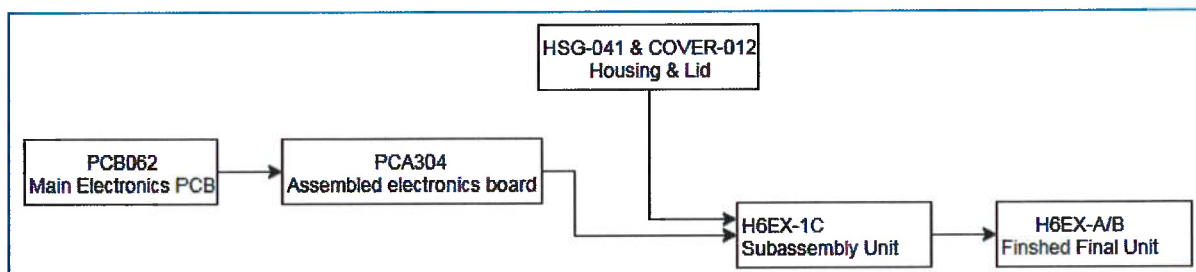 HSG-041 & COVER-012
Housing & Lid
PCB062
Main Electronics PCB
PCA304
Assembled electronics board
H6EX-1C
Subassembly Unit
H6EX-A/B
Finshed Final Unit